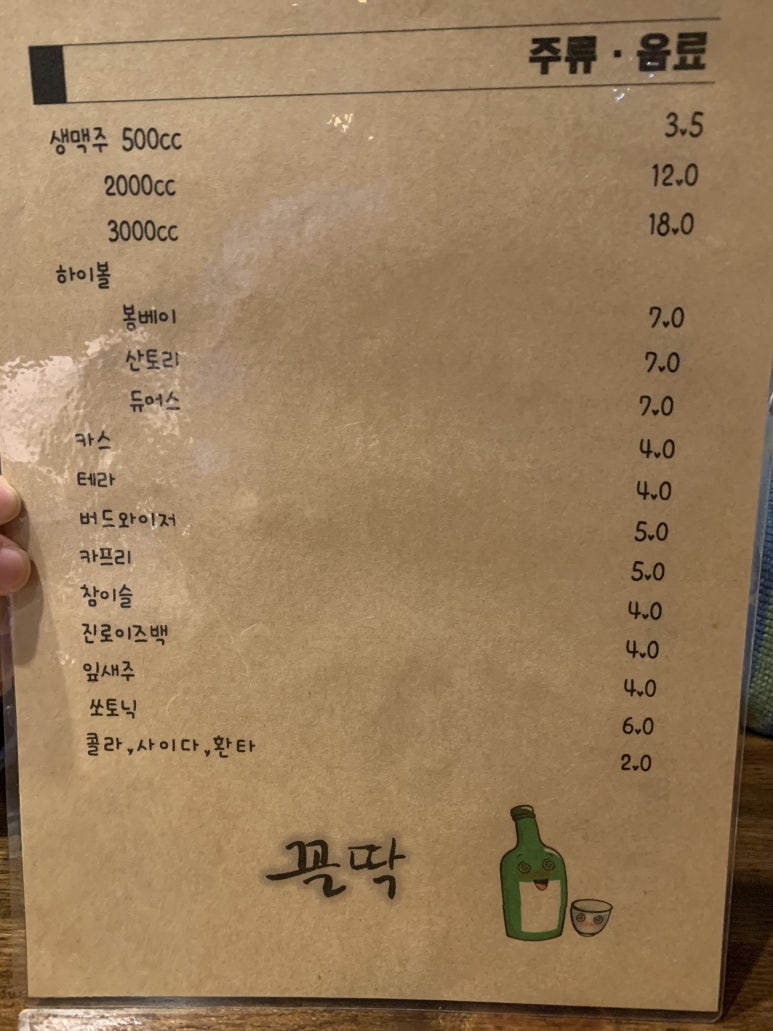 주류 · 음료
생맥주 500cc 3.5
2000cc 12.0
3000cc 18.0
하이볼
봄베이 7.0
산토리 7.0
듀어스 7.0
카스 4.0
테라 4.0
버드와이저 5.0
카프리 5.0
참이슬 4.0
진로이즈백 4.0
잎새주 4.0
쏘토닉 6.0
콜라,사이다,환타 2.0
꼴딱